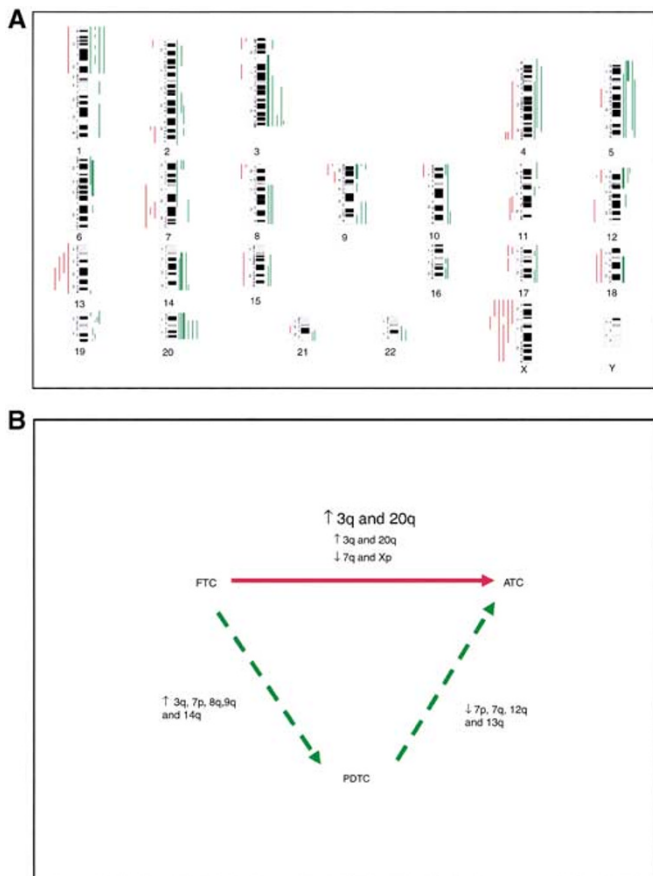 A
1
2
3
4
5
6
7
8
9
10
11
12
13
14
15
16
17
18
19
20
21
22
X
Y
B
↑ 3q and 20q
↑ 3q and 20q
↓ 7q and Xp
FTC
ATC
↑ 3q, 7p, 8q,9q
and 14q
↓ 7p, 7q, 12q
and 13q
PDTC